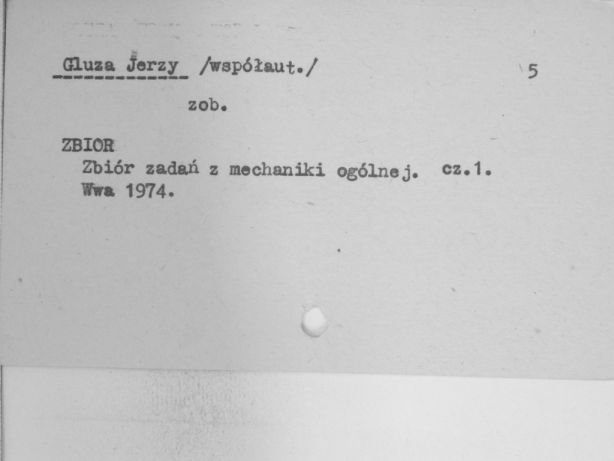 Gluza Jerzy /współaut./ 5
zob.
ZBIOR
Zbiór zadań z mechaniki ogólnej. cz.1.
Wwa 1974.